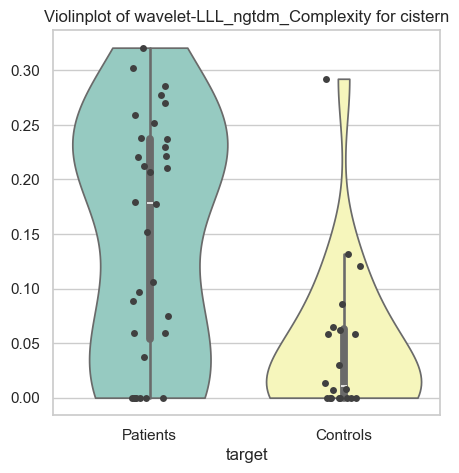 Violinplot of wavelet-LLL_ngtdm_Complexity for cistern
0.30
0.25
0.20
0.15
0.10
0.05
0.00
Patients Controls
target